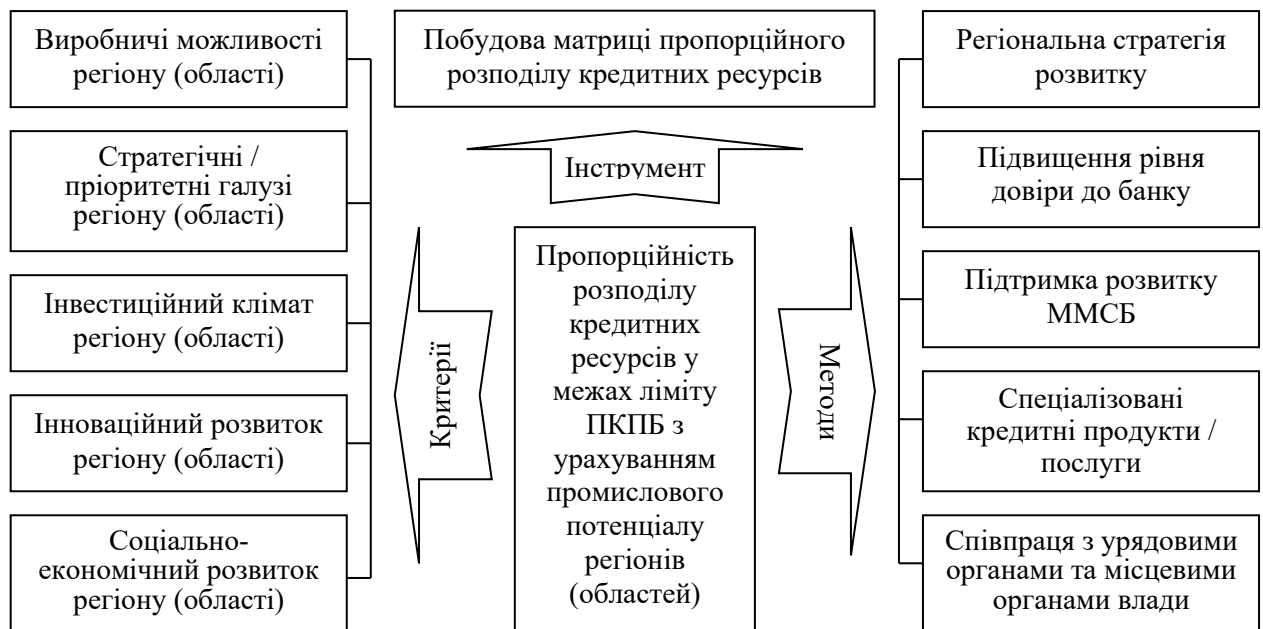 Виробничі можливості
регіону (області)
Стратегічні /
пріоритетні галузі
регіону (області)
Інвестиційний клімат
регіону (області)
Інноваційний розвиток
регіону (області)
Соціально-
економічний розвиток
регіону (області)
Побудова матриці пропорційного
розподілу кредитних ресурсів
Інструмент
Критерії
Пропорційність
розподілу
кредитних
ресурсів у
межах ліміту
ПКПБ з
урахуванням
промислового
потенціалу
регіонів
(областей)
Методи
Регіональна стратегія
розвитку
Підвищення рівня
довіри до банку
Підтримка розвитку
ММСБ
Спеціалізовані
кредитні продукти /
послуги
Співпраця з урядовими
органами та місцевими
органами влади